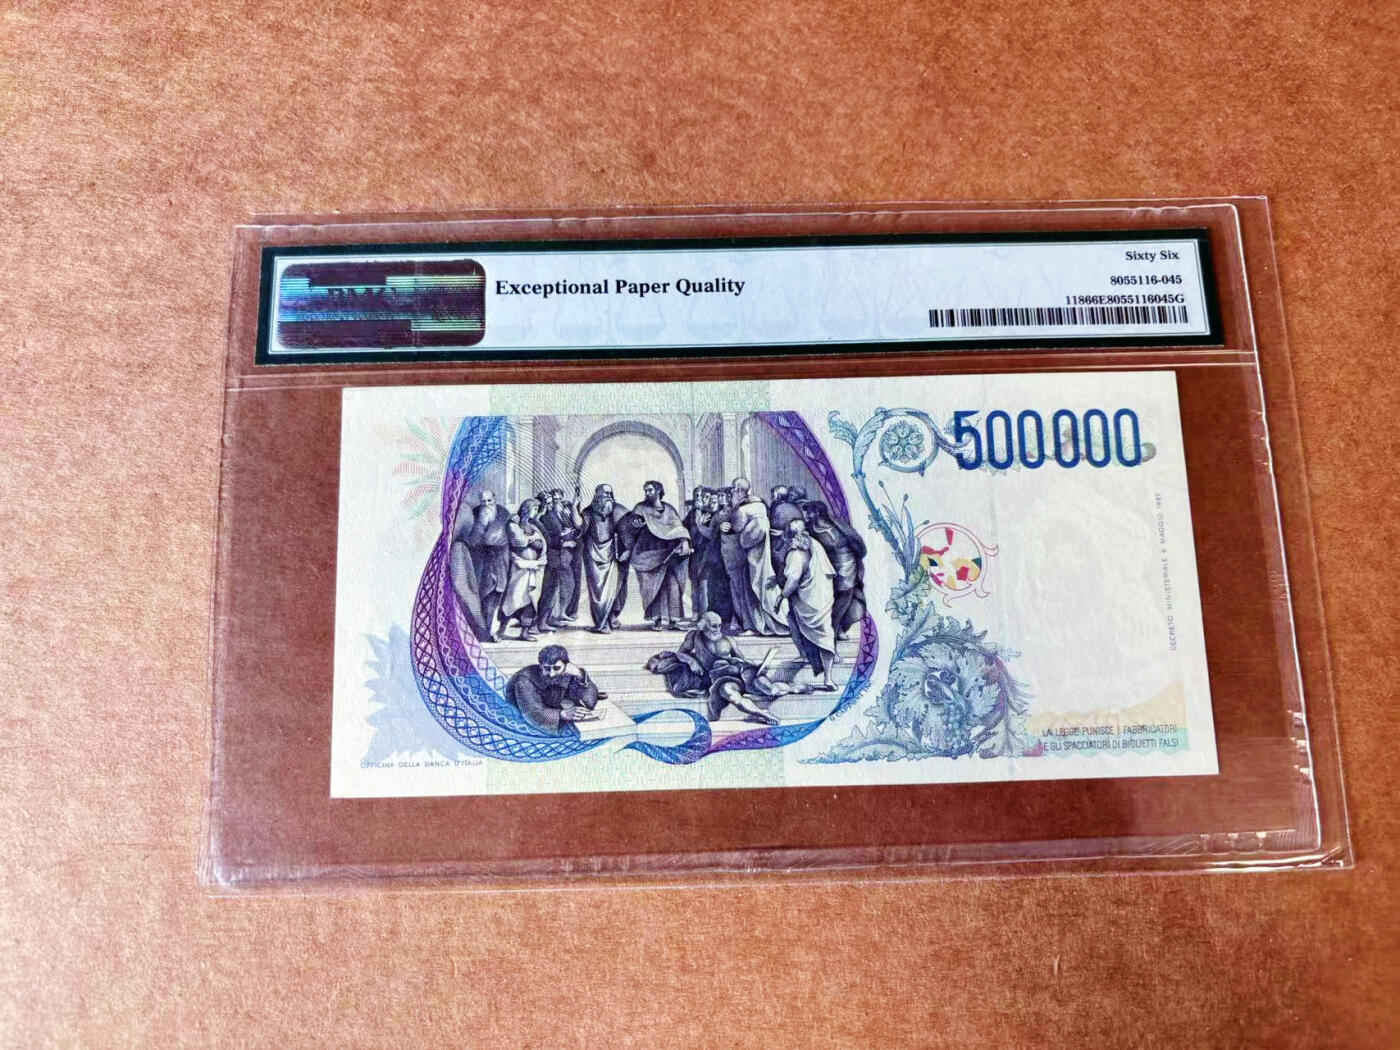 PMG
Exceptional Paper Quality
Sixty Six
8055116-045
11866E8055116045G
500000
DECRETO MINISTERIALE 6 MAGGIO 1997
LA LEGGE PUNISCE I FABBRICATORI
E GLI SPACCIATORI DI BIGLIETTI FALSI
OFFICINA DELLA BANCA D'ITALIA